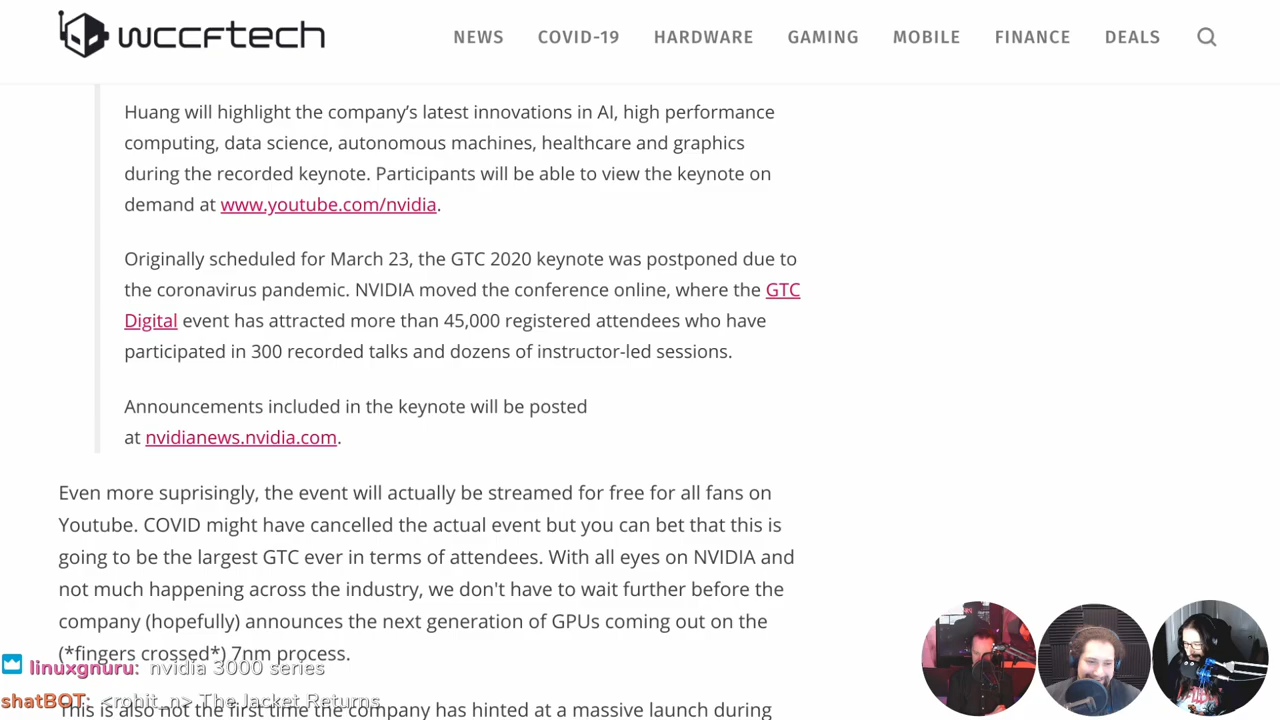 wccftech
NEWS COVID-19 HARDWARE GAMING MOBILE FINANCE DEALS
Huang will highlight the company's latest innovations in AI, high performance
computing, data science, autonomous machines, healthcare and graphics
during the recorded keynote. Participants will be able to view the keynote on
demand at www.youtube.com/nvidia.
Originally scheduled for March 23, the GTC 2020 keynote was postponed due to
the coronavirus pandemic. NVIDIA moved the conference online, where the GTC
Digital event has attracted more than 45,000 registered attendees who have
participated in 300 recorded talks and dozens of instructor-led sessions.
Announcements included in the keynote will be posted
at nvidianews.nvidia.com.
Even more suprisingly, the event will actually be streamed for free for all fans on
Youtube. COVID might have cancelled the actual event but you can bet that this is
going to be the largest GTC ever in terms of attendees. With all eyes on NVIDIA and
not much happening across the industry, we don't have to wait further before the
company (hopefully) announces the next generation of GPUs coming out on the
(*fingers crossed*) 7nm process.
linuxgnuru: nvidia 3000 series
shatBOT: <rohit_n> The Jacket Returns
This is also not the first time the company has hinted at a massive launch during